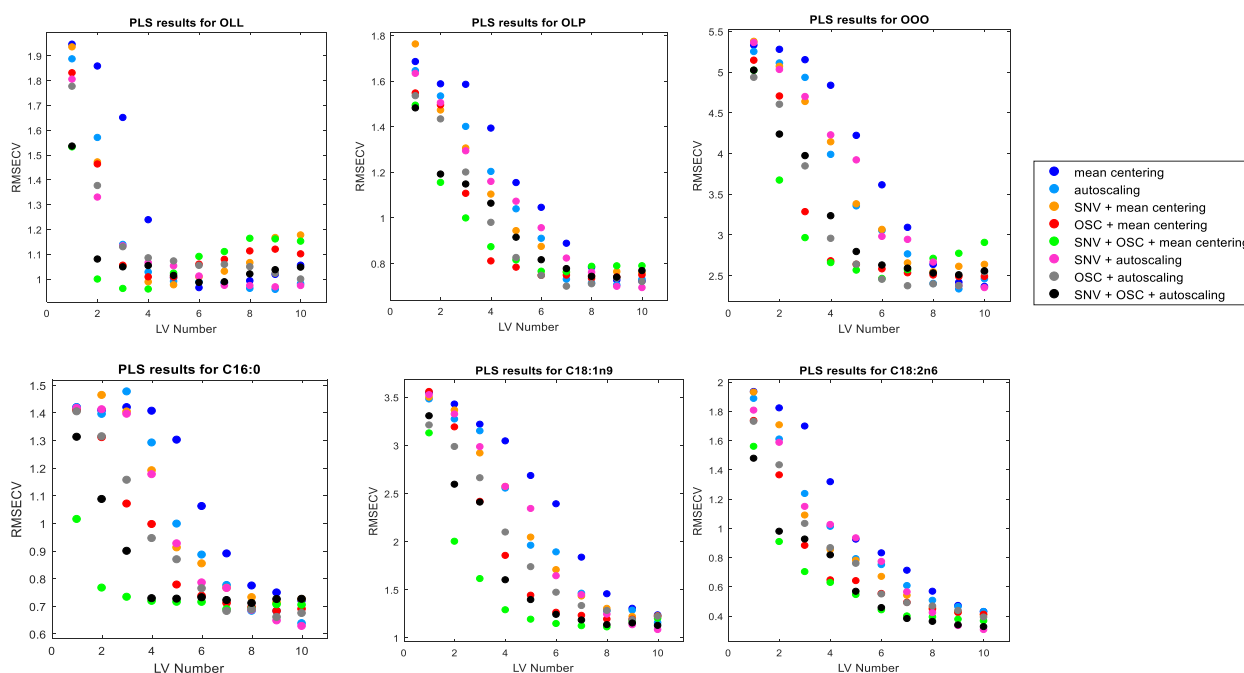 PLS results for OLL
RMSECV
1.9
1.8
1.7
1.6
1.5
1.4
1.3
1.2
1.1
1
0 2 4 6 8 10
LV Number
PLS results for OLP
RMSECV
1.8
1.6
1.4
1.2
1
0.8
0 2 4 6 8 10
LV Number
PLS results for OOO
RMSECV
5.5
5
4.5
4
3.5
3
2.5
0 2 4 6 8 10
LV Number
mean centering
autoscaling
SNV + mean centering
OSC + mean centering
SNV + OSC + mean centering
SNV + autoscaling
OSC + autoscaling
SNV + OSC + autoscaling
PLS results for C16:0
RMSECV
1.5
1.4
1.3
1.2
1.1
1
0.9
0.8
0.7
0.6
0 2 4 6 8 10
LV Number
PLS results for C18:1n9
RMSECV
3.5
3
2.5
2
1.5
1
0 2 4 6 8 10
LV Number
PLS results for C18:2n6
RMSECV
2
1.8
1.6
1.4
1.2
1
0.8
0.6
0.4
0 2 4 6 8 10
LV Number